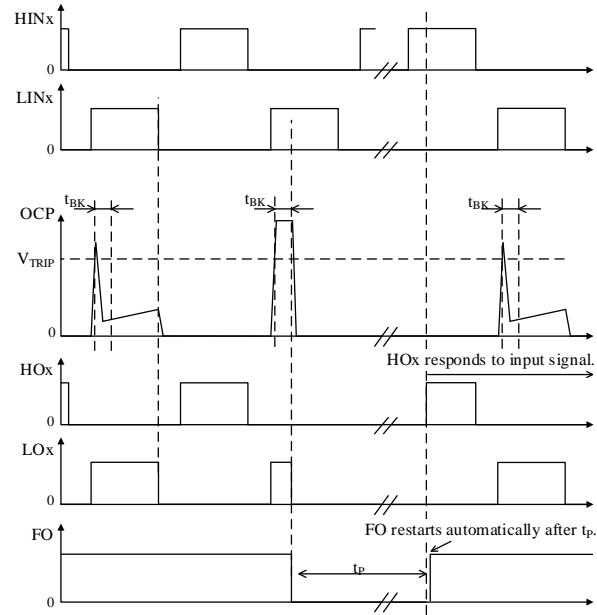 HINx
0
LINx
0
tBK
tBK
tBK
OCP
VTRIP
0
HOx responds to input signal.
HOx
0
LOx
0
FO restarts automatically after tP.
FO
tP
0